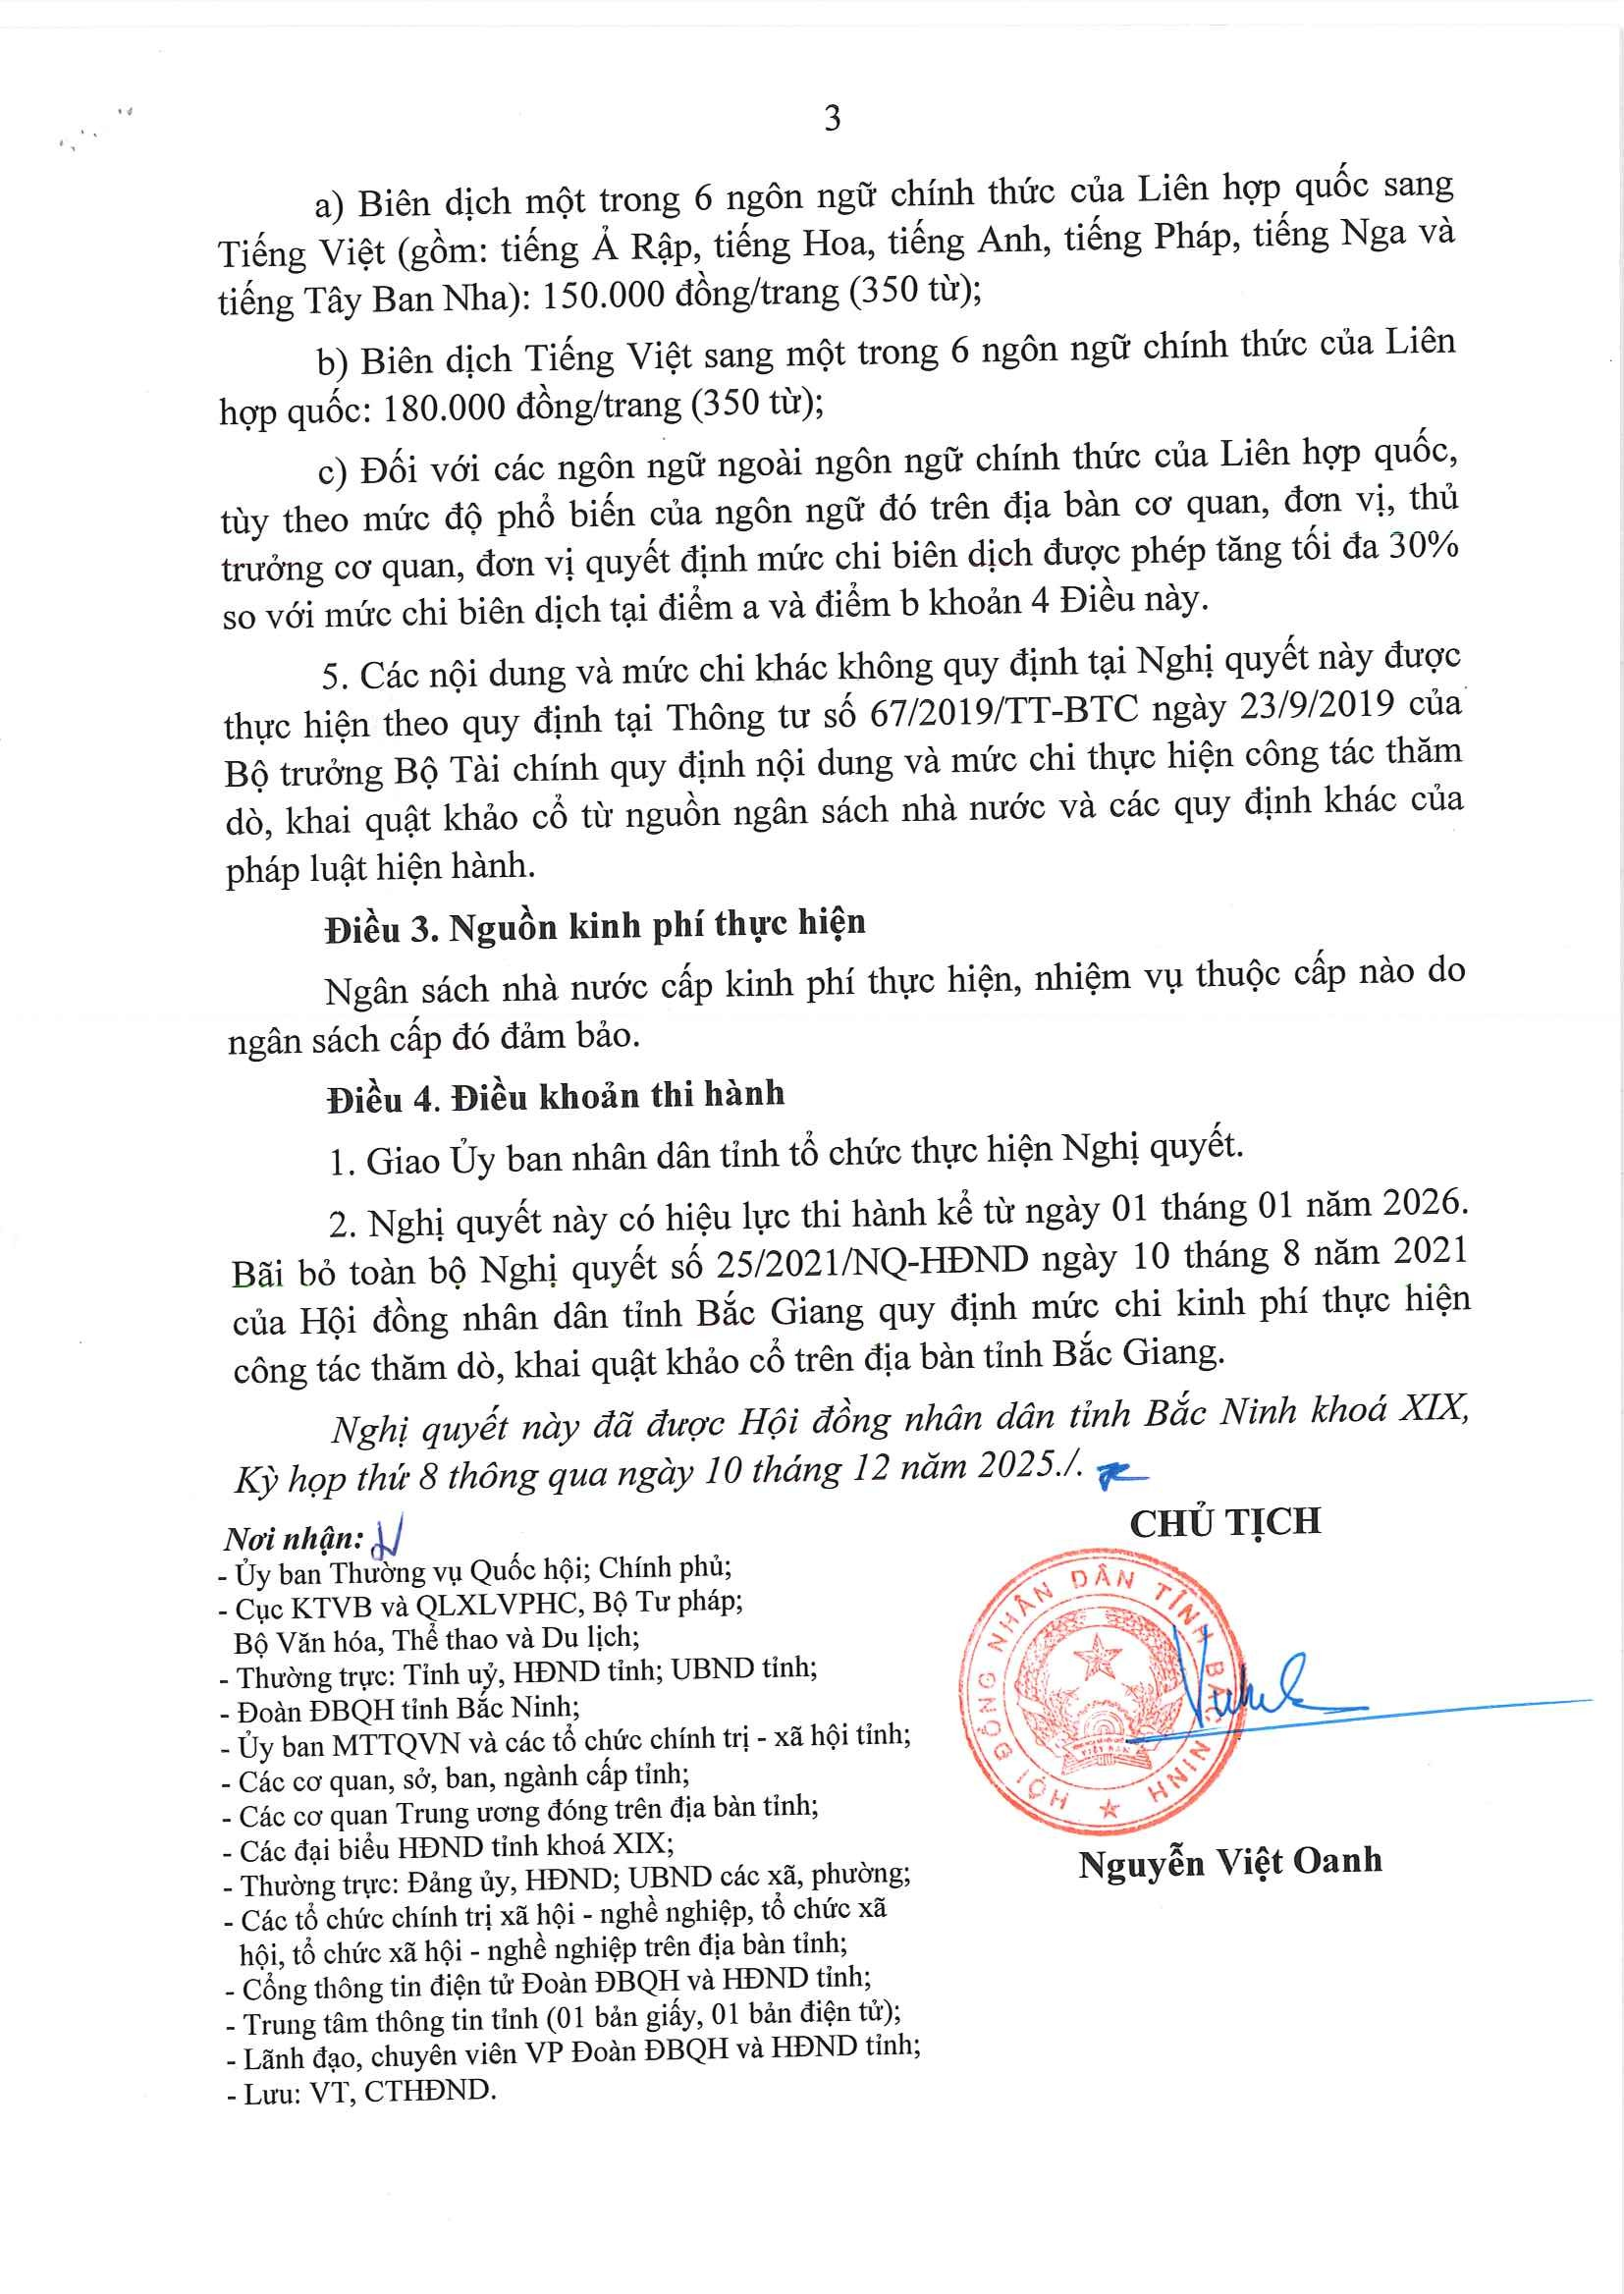 3
a) Biên dịch một trong 6 ngôn ngữ chính thức của Liên hợp quốc sang
Tiếng Việt (gồm: tiếng Ả Rập, tiếng Hoa, tiếng Anh, tiếng Pháp, tiếng Nga và
tiếng Tây Ban Nha): 150.000 đồng/trang (350 từ);
b) Biên dịch Tiếng Việt sang một trong 6 ngôn ngữ chính thức của Liên
hợp quốc: 180.000 đồng/trang (350 từ);
c) Đối với các ngôn ngữ ngoài ngôn ngữ chính thức của Liên hợp quốc,
tùy theo mức độ phổ biến của ngôn ngữ đó trên địa bàn cơ quan, đơn vị, thủ
trưởng cơ quan, đơn vị quyết định mức chi biên dịch được phép tăng tối đa 30%
so với mức chi biên dịch tại điểm a và điểm b khoản 4 Điều này.
5. Các nội dung và mức chi khác không quy định tại Nghị quyết này được
thực hiện theo quy định tại Thông tư số 67/2019/TT-BTC ngày 23/9/2019 của
Bộ trưởng Bộ Tài chính quy định nội dung và mức chi thực hiện công tác thăm
dò, khai quật khảo cổ từ nguồn ngân sách nhà nước và các quy định khác của
pháp luật hiện hành.
Điều 3. Nguồn kinh phí thực hiện
Ngân sách nhà nước cấp kinh phí thực hiện, nhiệm vụ thuộc cấp nào do
ngân sách cấp đó đảm bảo.
Điều 4. Điều khoản thi hành
1. Giao Ủy ban nhân dân tỉnh tổ chức thực hiện Nghị quyết.
2. Nghị quyết này có hiệu lực thi hành kể từ ngày 01 tháng 01 năm 2026.
Bãi bỏ toàn bộ Nghị quyết số 25/2021/NQ-HĐND ngày 10 tháng 8 năm 2021
của Hội đồng nhân dân tỉnh Bắc Giang quy định mức chi kinh phí thực hiện
công tác thăm dò, khai quật khảo cổ trên địa bàn tỉnh Bắc Giang.
Nghị quyết này đã được Hội đồng nhân dân tỉnh Bắc Ninh khoá XIX,
Kỳ họp thứ 8 thông qua ngày 10 tháng 12 năm 2025./.
Nơi nhận:
- Ủy ban Thường vụ Quốc hội; Chính phủ;
- Cục KTVB và QLXLVPHC, Bộ Tư pháp;
Bộ Văn hóa, Thể thao và Du lịch;
- Thường trực: Tỉnh uỷ, HĐND tỉnh; UBND tỉnh;
- Đoàn ĐBQH tỉnh Bắc Ninh;
- Ủy ban MTTQVN và các tổ chức chính trị - xã hội tỉnh;
- Các cơ quan, sở, ban, ngành cấp tỉnh;
- Các cơ quan Trung ương đóng trên địa bàn tỉnh;
- Các đại biểu HĐND tỉnh khoá XIX;
- Thường trực: Đảng ủy, HĐND; UBND các xã, phường;
- Các tổ chức chính trị xã hội - nghề nghiệp, tổ chức xã
hội, tổ chức xã hội - nghề nghiệp trên địa bàn tỉnh;
- Cổng thông tin điện tử Đoàn ĐBQH và HĐND tỉnh;
- Trung tâm thông tin tỉnh (01 bản giấy, 01 bản điện tử);
- Lãnh đạo, chuyên viên VP Đoàn ĐBQH và HĐND tỉnh;
- Lưu: VT, CTHĐND.
CHỦ TỊCH
HỘI ĐỒNG NHÂN DÂN TỈNH BẮC NINH
VIỆT NAM
Nguyễn Việt Oanh